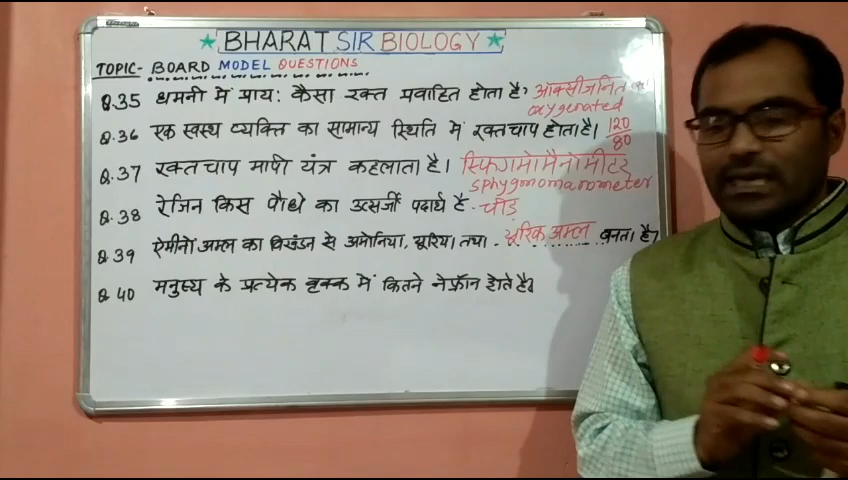 ★ BHARAT SIR BIOLOGY ★
TOPIC- BOARD MODEL QUESTIONS
Q.35 धमनी में प्राय: कैसा रक्त प्रवाहित होता है? ऑक्सीजनित
oxygenated
Q.36 एक स्वस्थ व्यक्ति का सामान्य स्थिति में रक्तचाप होता है। 120/80
Q.37 रक्तचाप मापी यंत्र कहलाता है। स्फिगमोमैनोमीटर
sphygmomanometer
Q.38 रेजिन किस पौधे का उत्सर्जी पदार्थ है - चीड़
Q.39 ऐमीनो अम्ल का विखंडन से अमोनिया, यूरिया तथा यूरिक अम्ल बनता है?
Q.40 मनुष्य के प्रत्येक वृक्क में कितने नेफ्रॉन होते है?